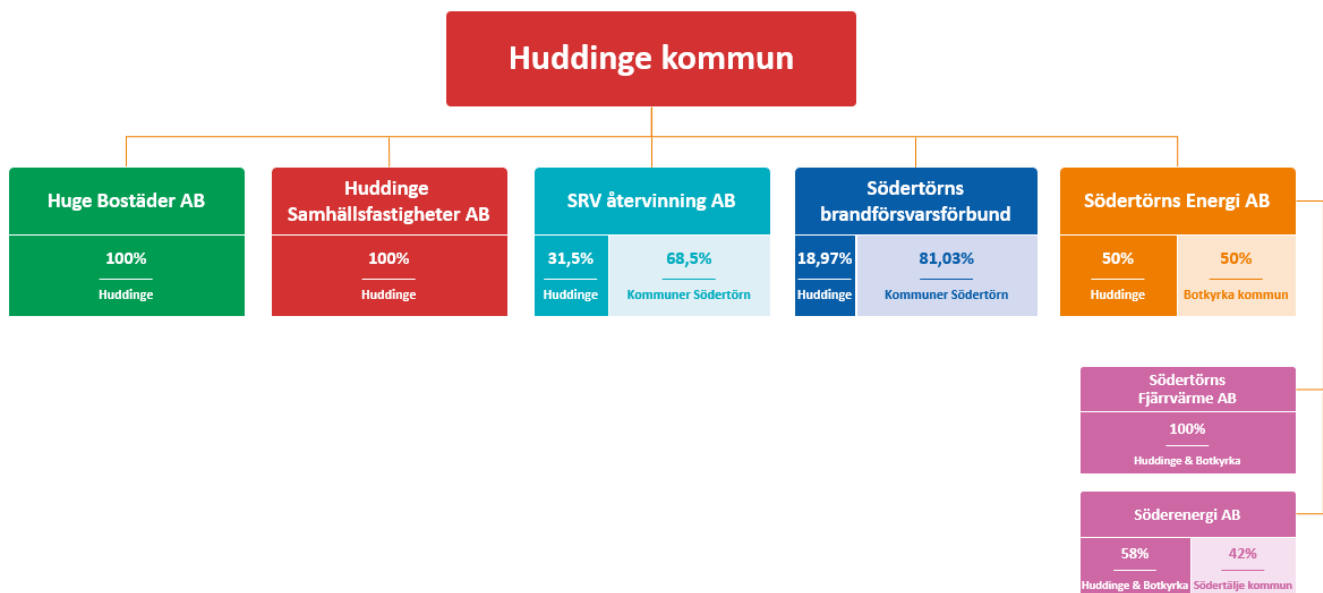 Huddinge kommun
Huge Bostäder AB
100%
Huddinge
Huddinge
Samhällsfastigheter AB
100%
Huddinge
SRV återvinning AB
31,5%
Huddinge
68,5%
Kommuner Södertörn
Södertörns
brandförsvarsförbund
18,97%
Huddinge
81,03%
Kommuner Södertörn
Södertörns Energi AB
50%
Huddinge
50%
Botkyrka kommun
Södertörns
Fjärrvärme AB
100%
Huddinge & Botkyrka
Söderenergi AB
58%
Huddinge & Botkyrka
42%
Södertälje kommun